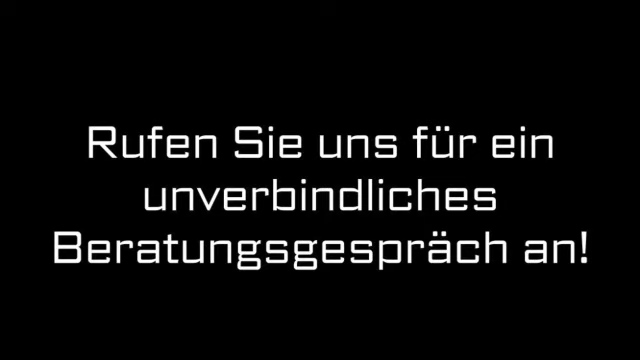 Rufen Sie uns für ein
unverbindliches
Beratungsgespräch an!